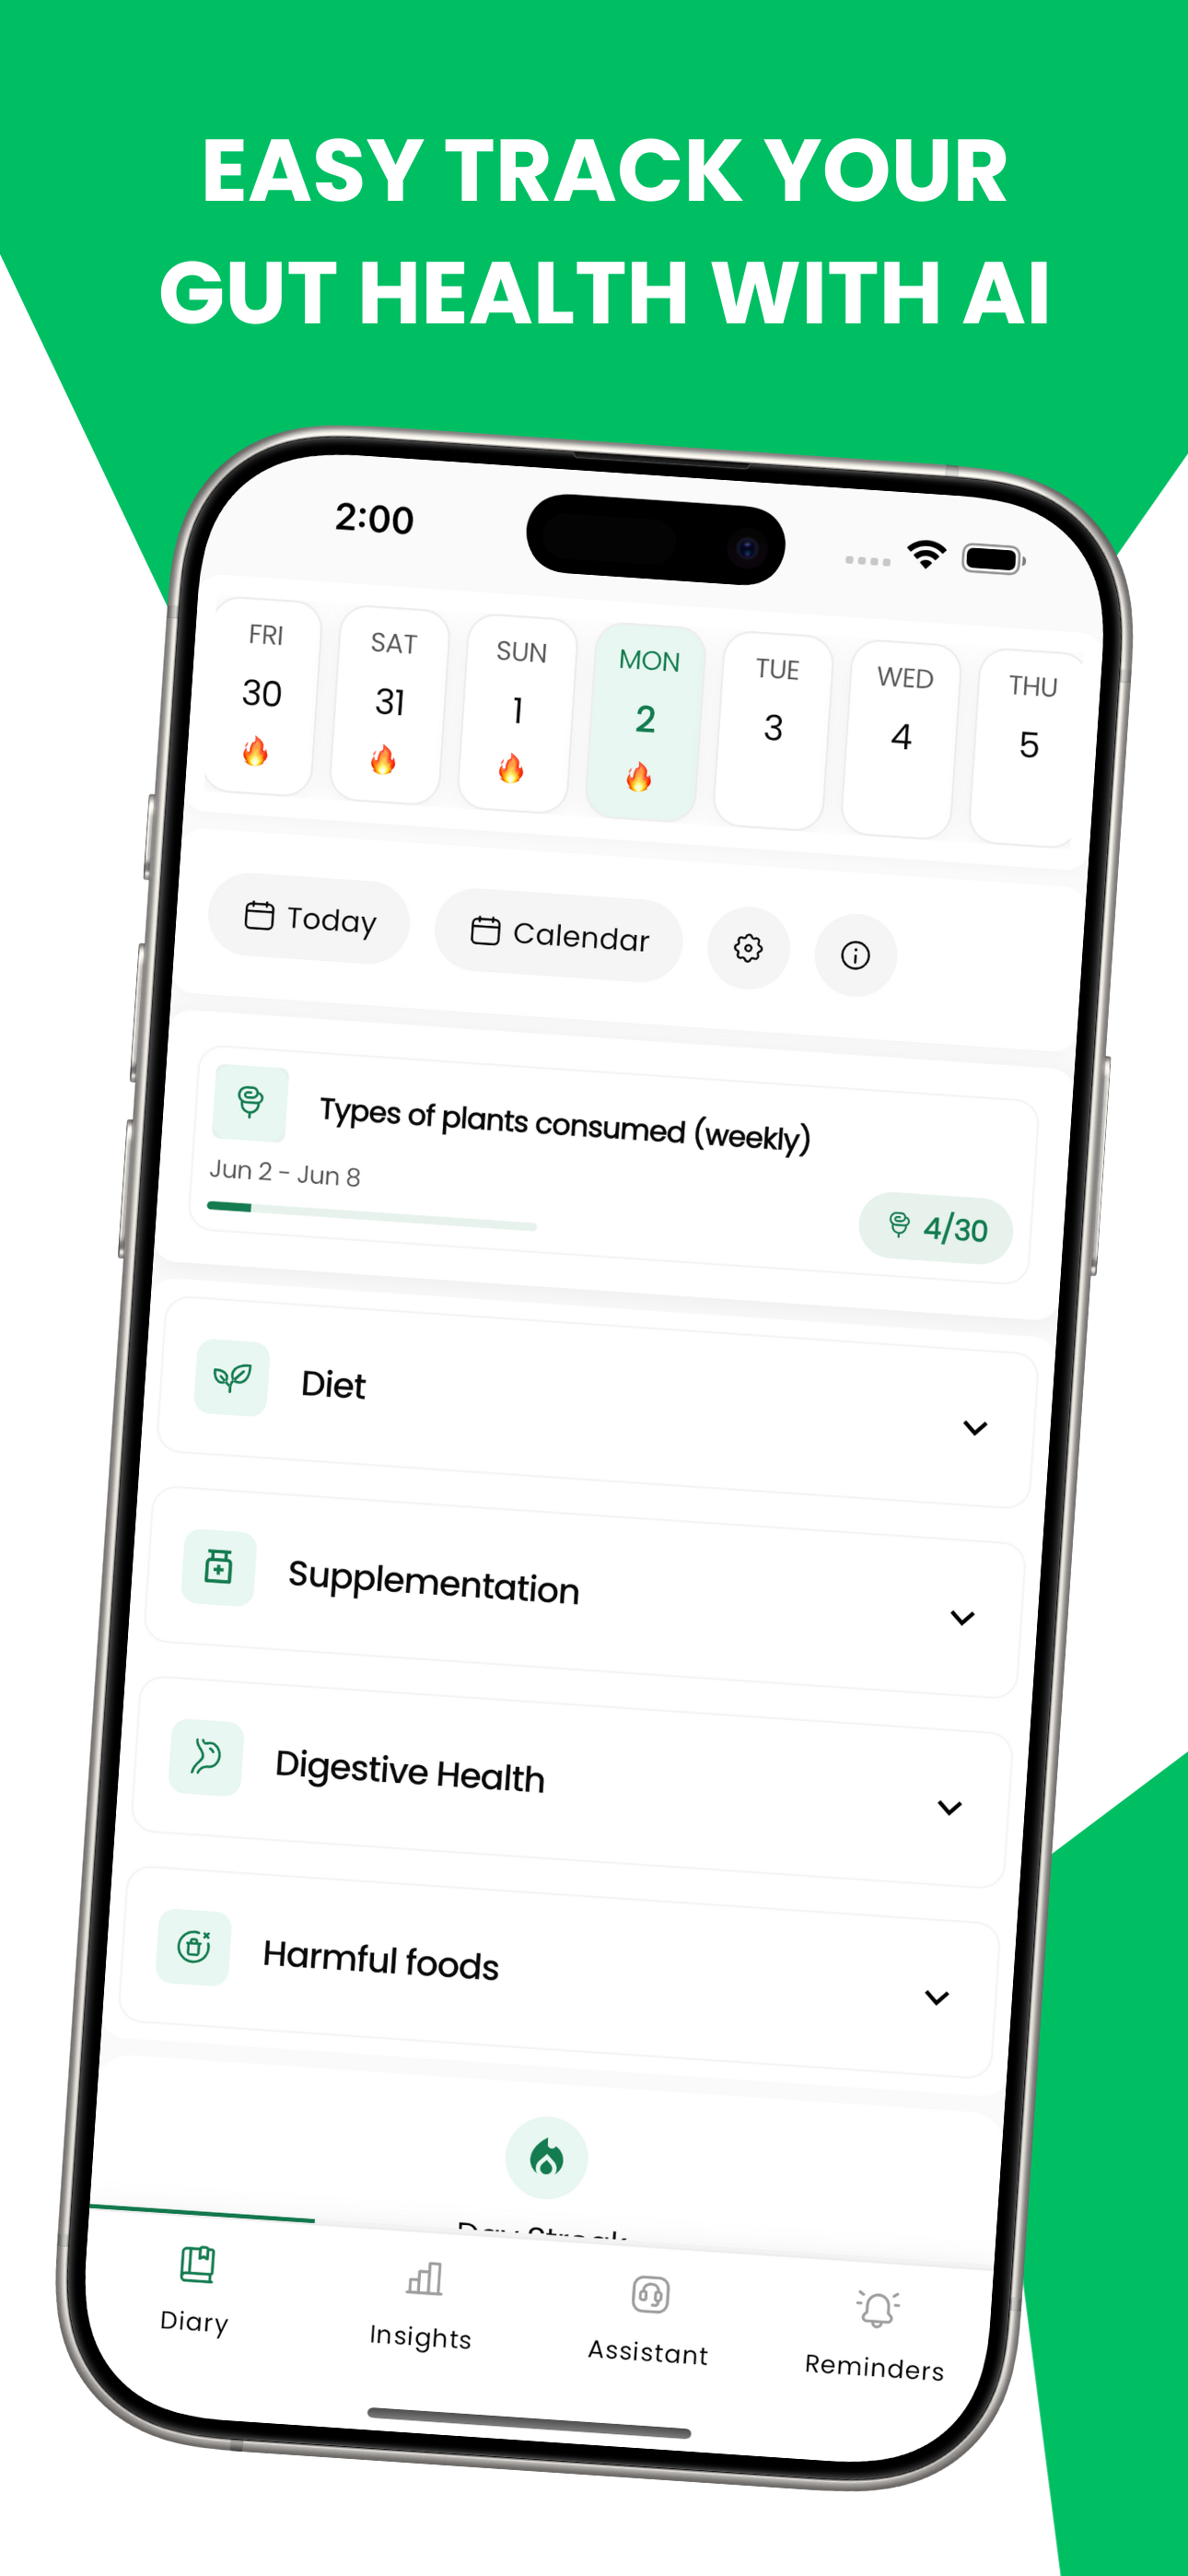 EASY TRACK YOUR
GUT HEALTH WITH AI
2:00
FRI
30
SAT
31
SUN
1
MON
2
TUE
3
WED
4
THU
5
Today
Calendar
Types of plants consumed (weekly)
Jun 2 - Jun 8
4/30
Diet
Supplementation
Digestive Health
Harmful foods
Day Streak
Diary
Insights
Assistant
Reminders